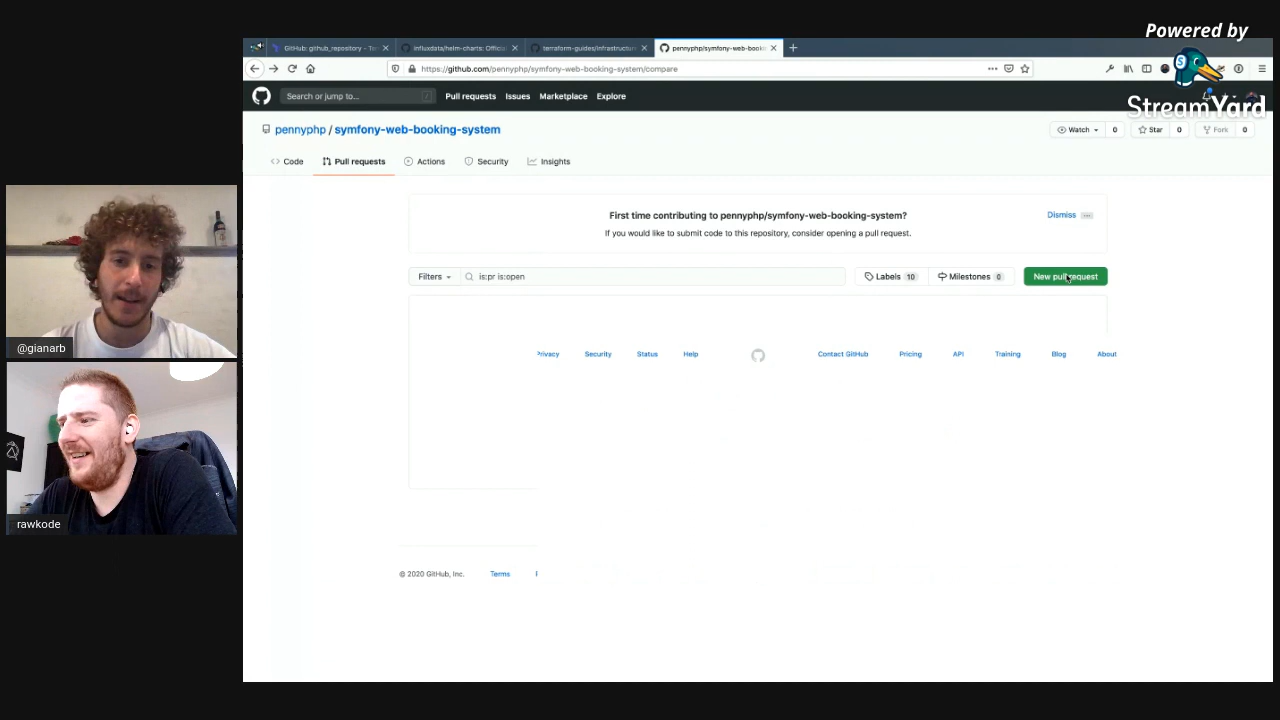 Powered by
StreamYard
GitHub: github_repository - Ter
influxdata/helm-charts: Officia
terraform-guides/infrastructure
pennyphp/symfony-web-bookin
https://github.com/pennyphp/symfony-web-booking-system/compare
Search or jump to...
/
Pull requests
Issues
Marketplace
Explore
pennyphp / symfony-web-booking-system
Watch
0
Star
0
Fork
0
Code
Pull requests
Actions
Security
Insights
First time contributing to pennyphp/symfony-web-booking-system?
Dismiss
If you would like to submit code to this repository, consider opening a pull request.
Filters
is:pr is:open
Labels 10
Milestones 0
New pull request
@gianarb
Privacy
Security
Status
Help
Contact GitHub
Pricing
API
Training
Blog
About
rawkode
© 2020 GitHub, Inc.
Terms